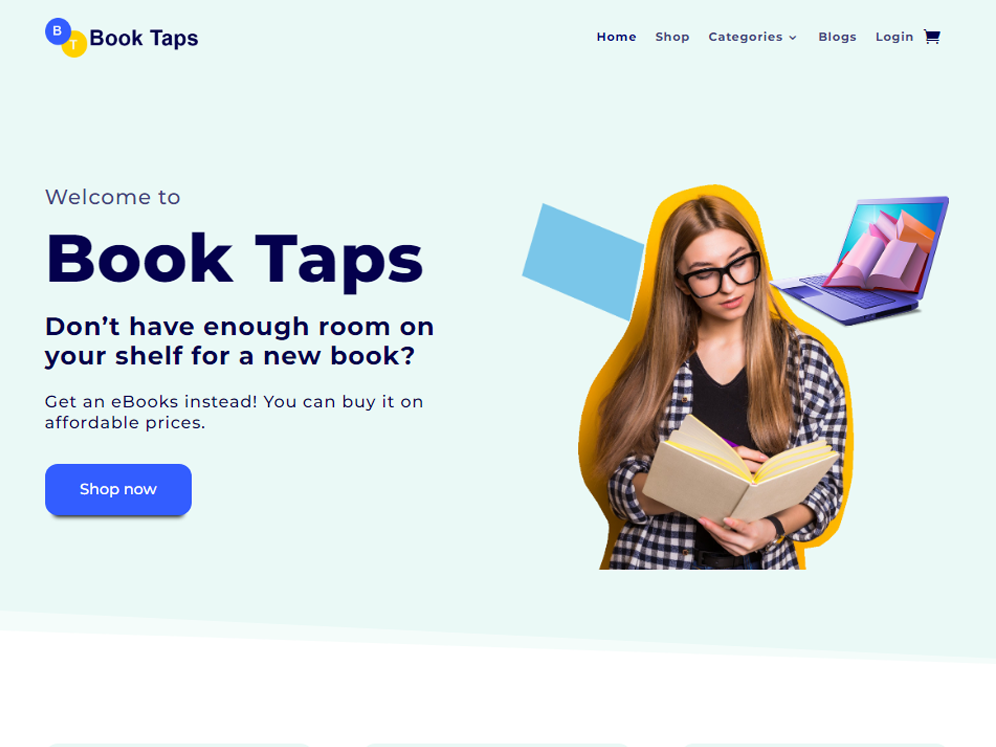 B
T
Book Taps
Home Shop Categories Blogs Login
Welcome to
Book Taps
Don’t have enough room on
your shelf for a new book?
Get an eBooks instead! You can buy it on
affordable prices.
Shop now